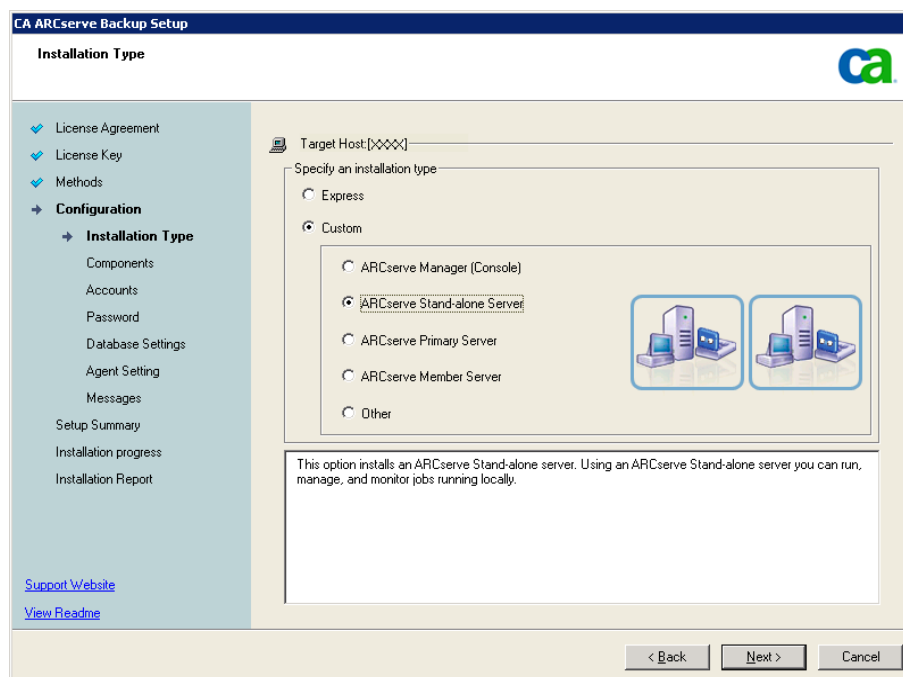 CA ARCserve Backup Setup
Installation Type
ca
License Agreement
License Key
Methods
Configuration
Installation Type
Components
Accounts
Password
Database Settings
Agent Setting
Messages
Setup Summary
Installation progress
Installation Report
Support Website
View Readme
Target Host:[XXXX]
Specify an installation type
Express
Custom
ARCserve Manager (Console)
ARCserve Stand-alone Server
ARCserve Primary Server
ARCserve Member Server
Other
This option installs an ARCserve Stand-alone server. Using an ARCserve Stand-alone server you can run,
manage, and monitor jobs running locally.
< Back
Next >
Cancel